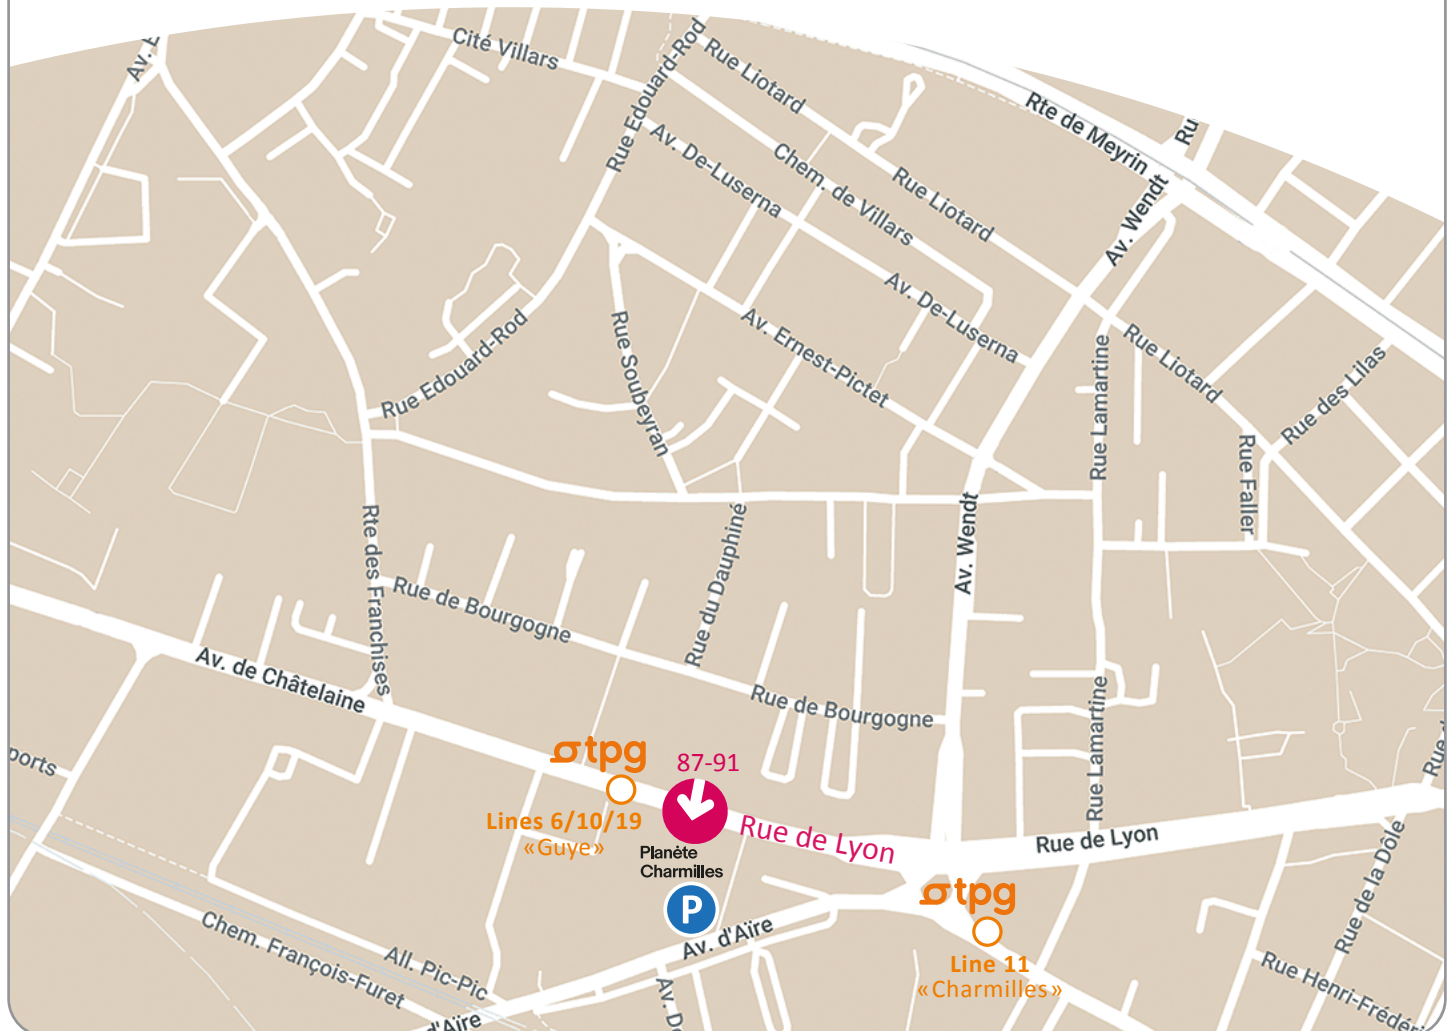 Av. E
Cité Villars
Rue Edouard-Rod
Rue Liotard
Rte de Meyrin
Ru
Av. De-Luserna
Chem. de Villars
Rue Liotard
Av. Wendt
Av. De-Luserna
Rue Edouard-Rod
Rue Soubeyran
Av. Ernest-Pictet
Rue Lamartine
Rue Liotard
Rue des Lilas
Rue Faller
Rte des Franchises
Rue de Bourgogne
Rue du Dauphiné
Av. Wendt
Av. de Châtelaine
Rue de Bourgogne
Rue Lamartine
Rue d
ports
tpg
87-91
Lines 6/10/19
«Guye»
Rue de Lyon
Rue de Lyon
Planète
Charmilles
P
tpg
Line 11
«Charmilles»
Rue de la Dôle
Av. d'Aïre
Chem. François-Furet
All. Pic-Pic
Rue Henri-Frédéri
d'Aïre
Av. De